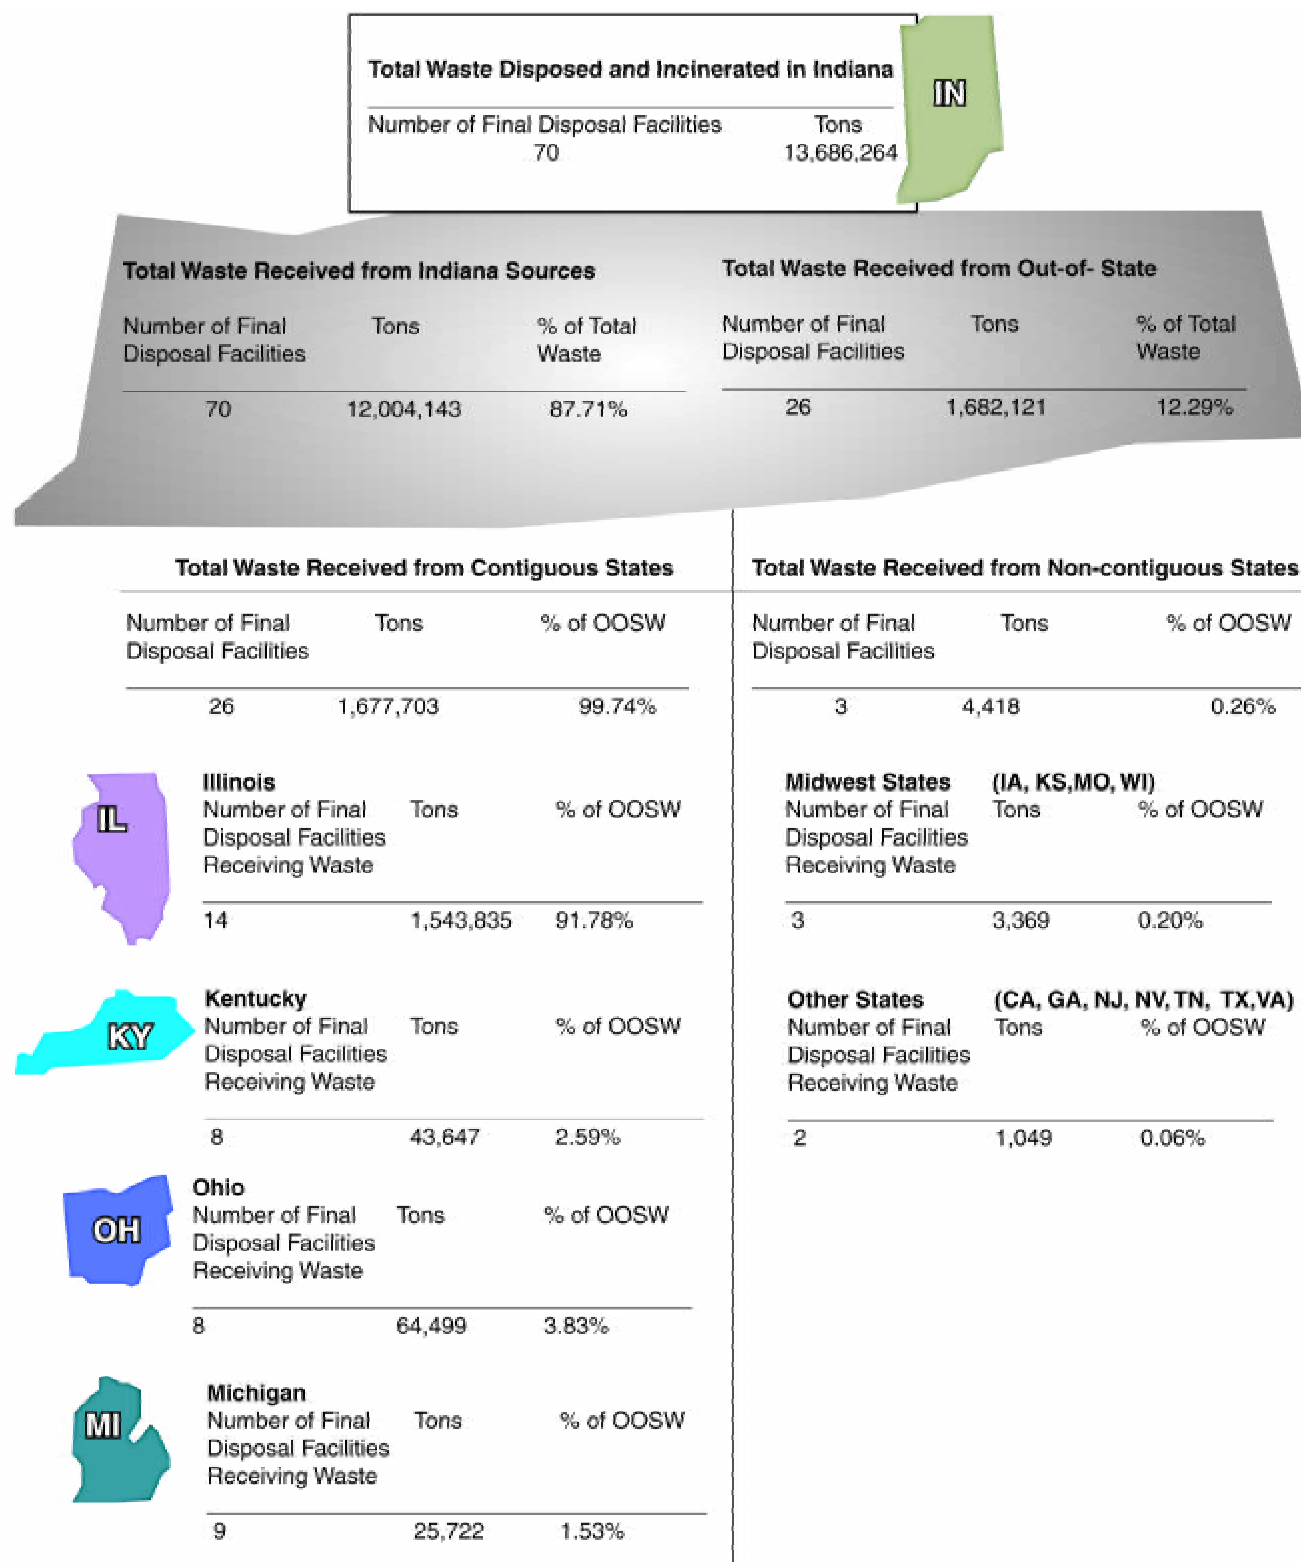 Total Waste Disposed and Incinerated in Indiana
IN
Number of Final Disposal Facilities Tons
70 13,686,264
Total Waste Received from Indiana Sources
Number of Final Tons % of Total
Disposal Facilities Waste
70 12,004,143 87.71%
Total Waste Received from Out-of- State
Number of Final Tons % of Total
Disposal Facilities Waste
26 1,682,121 12.29%
Total Waste Received from Contiguous States
Number of Final Tons % of OOSW
Disposal Facilities
26 1,677,703 99.74%
IL
Illinois
Number of Final Tons % of OOSW
Disposal Facilities
Receiving Waste
14 1,543,835 91.78%
KY
Kentucky
Number of Final Tons % of OOSW
Disposal Facilities
Receiving Waste
8 43,647 2.59%
OH
Ohio
Number of Final Tons % of OOSW
Disposal Facilities
Receiving Waste
8 64,499 3.83%
MI
Michigan
Number of Final Tons % of OOSW
Disposal Facilities
Receiving Waste
9 25,722 1.53%
Total Waste Received from Non-contiguous States
Number of Final Tons % of OOSW
Disposal Facilities
3 4,418 0.26%
Midwest States (IA, KS,MO, WI)
Number of Final Tons % of OOSW
Disposal Facilities
Receiving Waste
3 3,369 0.20%
Other States (CA, GA, NJ, NV, TN, TX,VA)
Number of Final Tons % of OOSW
Disposal Facilities
Receiving Waste
2 1,049 0.06%